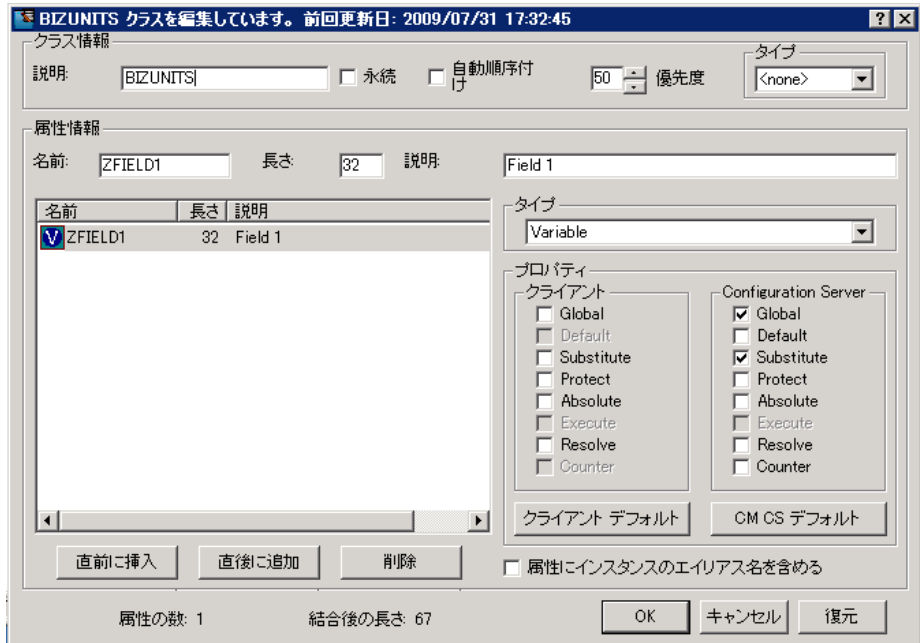 BIZUNITS クラスを編集しています。前回更新日: 2009/07/31 17:32:45
クラス情報
説明: BIZUNITS 永続 自動順序付け 50 優先度
タイプ
<none>
属性情報
名前: ZFIELD1 長さ: 32 説明: Field 1
名前 長さ 説明
ZFIELD1 32 Field 1
タイプ
Variable
プロパティ
クライアント
Global
Default
Substitute
Protect
Absolute
Execute
Resolve
Counter
Configuration Server
Global
Default
Substitute
Protect
Absolute
Execute
Resolve
Counter
クライアント デフォルト CM CS デフォルト
直前に挿入 直後に追加 削除
属性にインスタンスのエイリアス名を含める
属性の数: 1 結合後の長さ: 67
OK キャンセル 復元